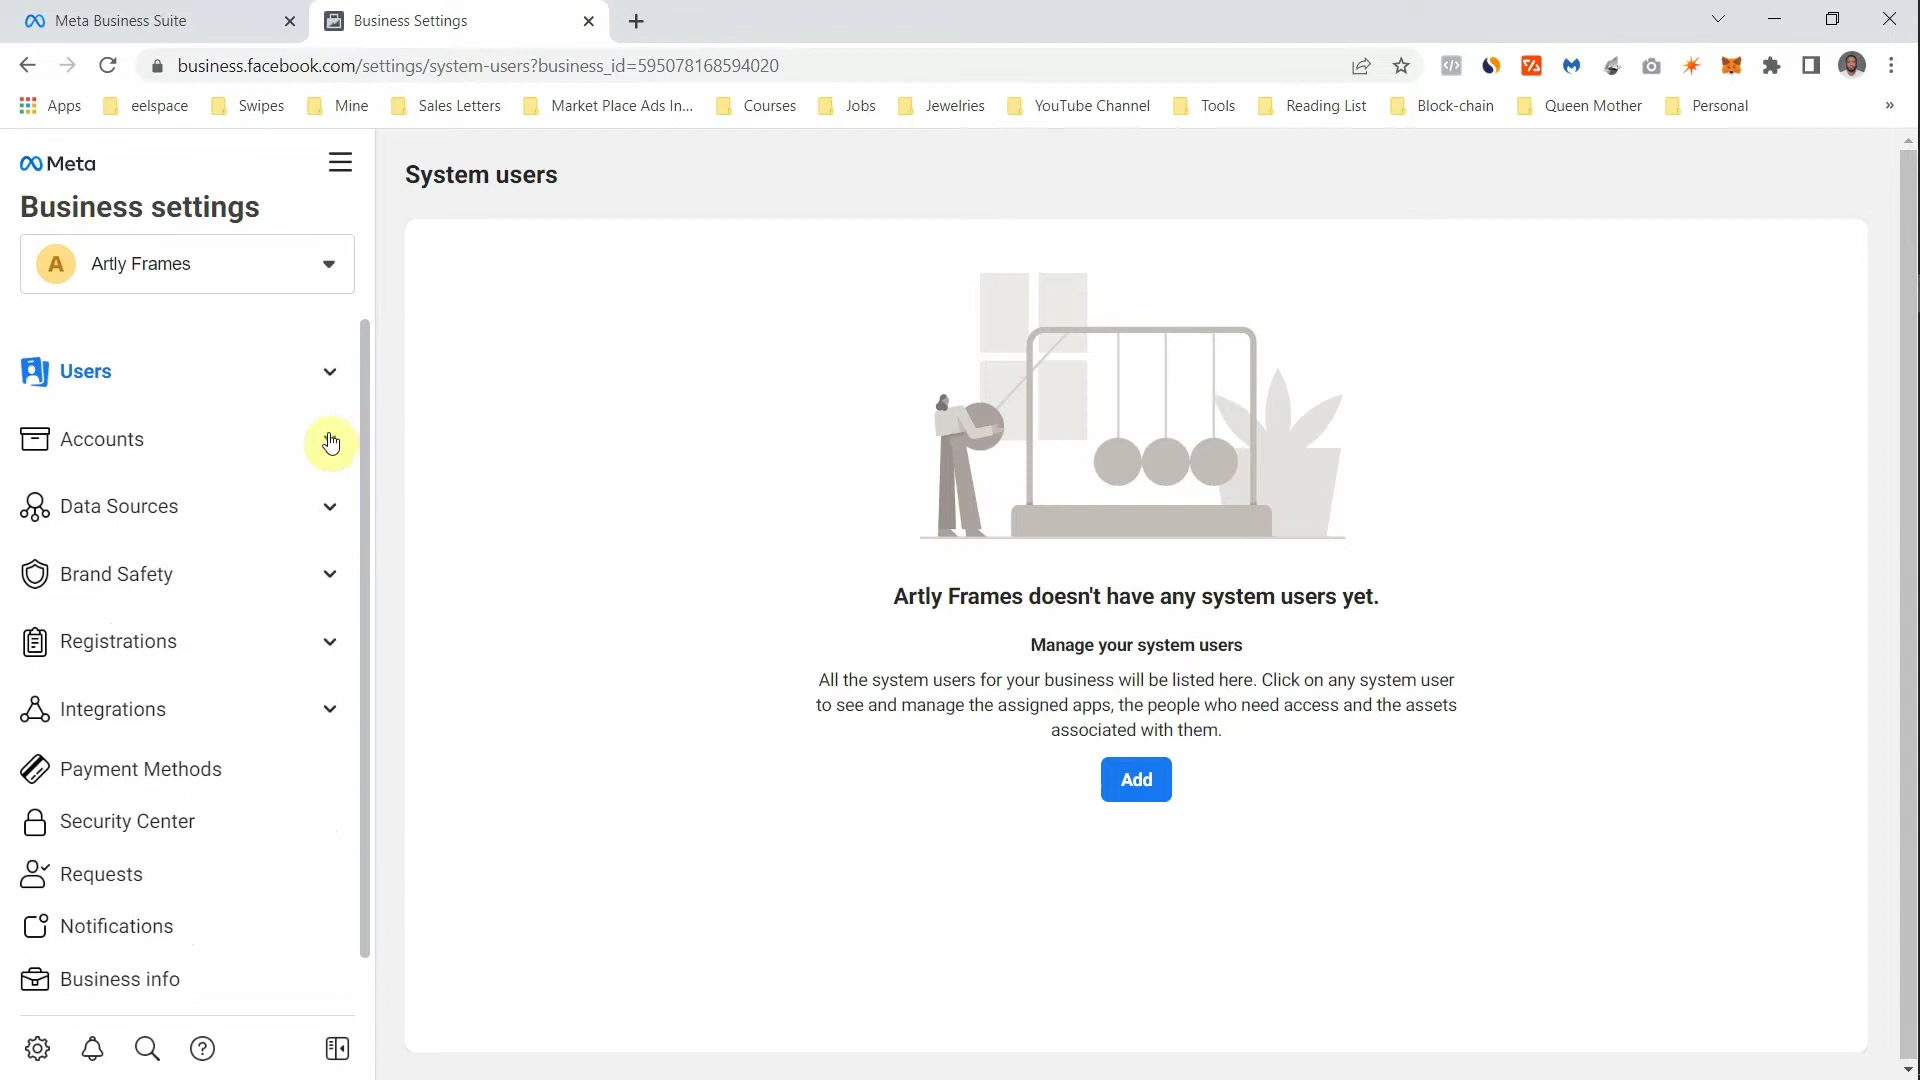 Meta Business Suite
Business Settings
business.facebook.com/settings/system-users?business_id=595078168594020
Apps
eelspace
Swipes
Mine
Sales Letters
Market Place Ads In...
Courses
Jobs
Jewelries
YouTube Channel
Tools
Reading List
Block-chain
Queen Mother
Personal
»
Meta
Business settings
A
Artly Frames
Users
Accounts
Data Sources
Brand Safety
Registrations
Integrations
Payment Methods
Security Center
Requests
Notifications
Business info
System users
Artly Frames doesn't have any system users yet.
Manage your system users
All the system users for your business will be listed here. Click on any system user
to see and manage the assigned apps, the people who need access and the assets
associated with them.
Add